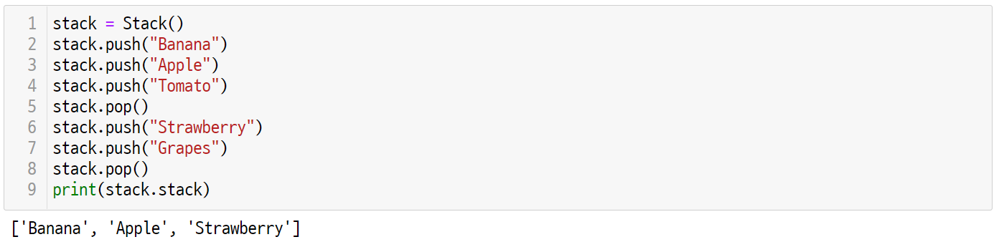 1 stack = Stack()
2 stack.push("Banana")
3 stack.push("Apple")
4 stack.push("Tomato")
5 stack.pop()
6 stack.push("Strawberry")
7 stack.push("Grapes")
8 stack.pop()
9 print(stack.stack)
['Banana', 'Apple', 'Strawberry']